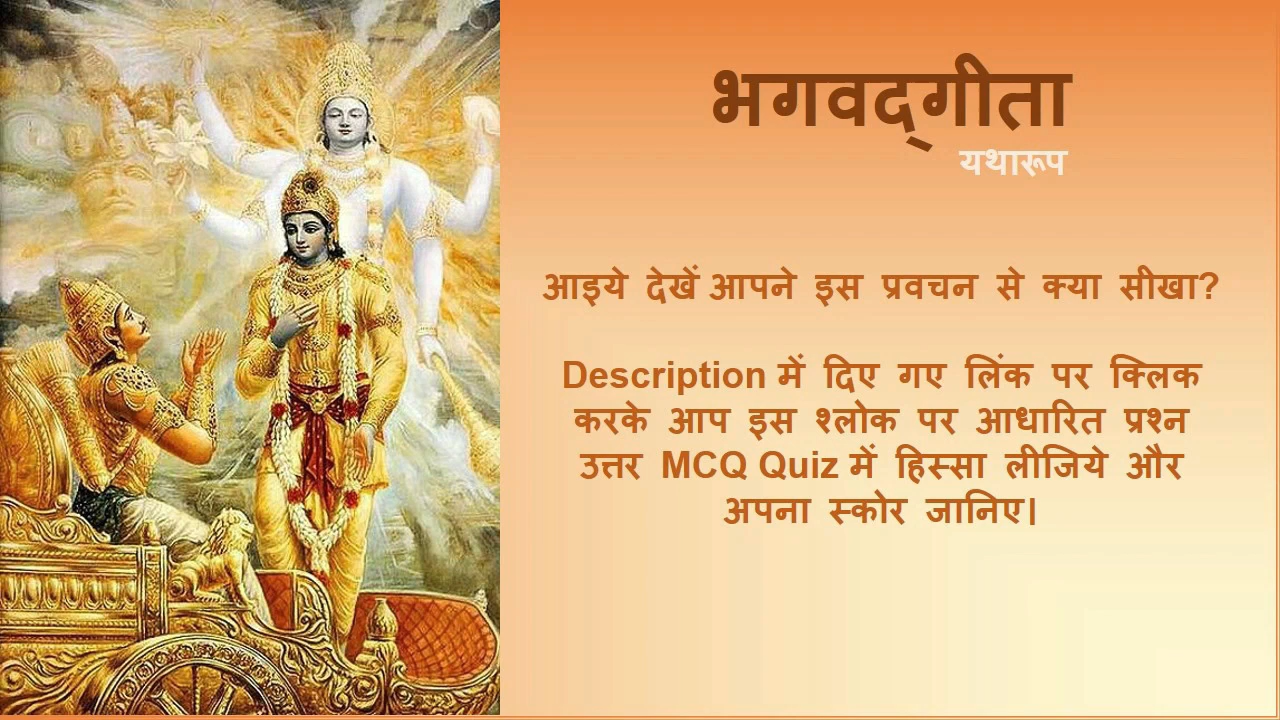 भगवद्गीता
यथारूप
आइये देखें आपने इस प्रवचन से क्या सीखा?
Description में दिए गए लिंक पर क्लिक
करके आप इस श्लोक पर आधारित प्रश्न
उत्तर MCQ Quiz में हिस्सा लीजिये और
अपना स्कोर जानिए।